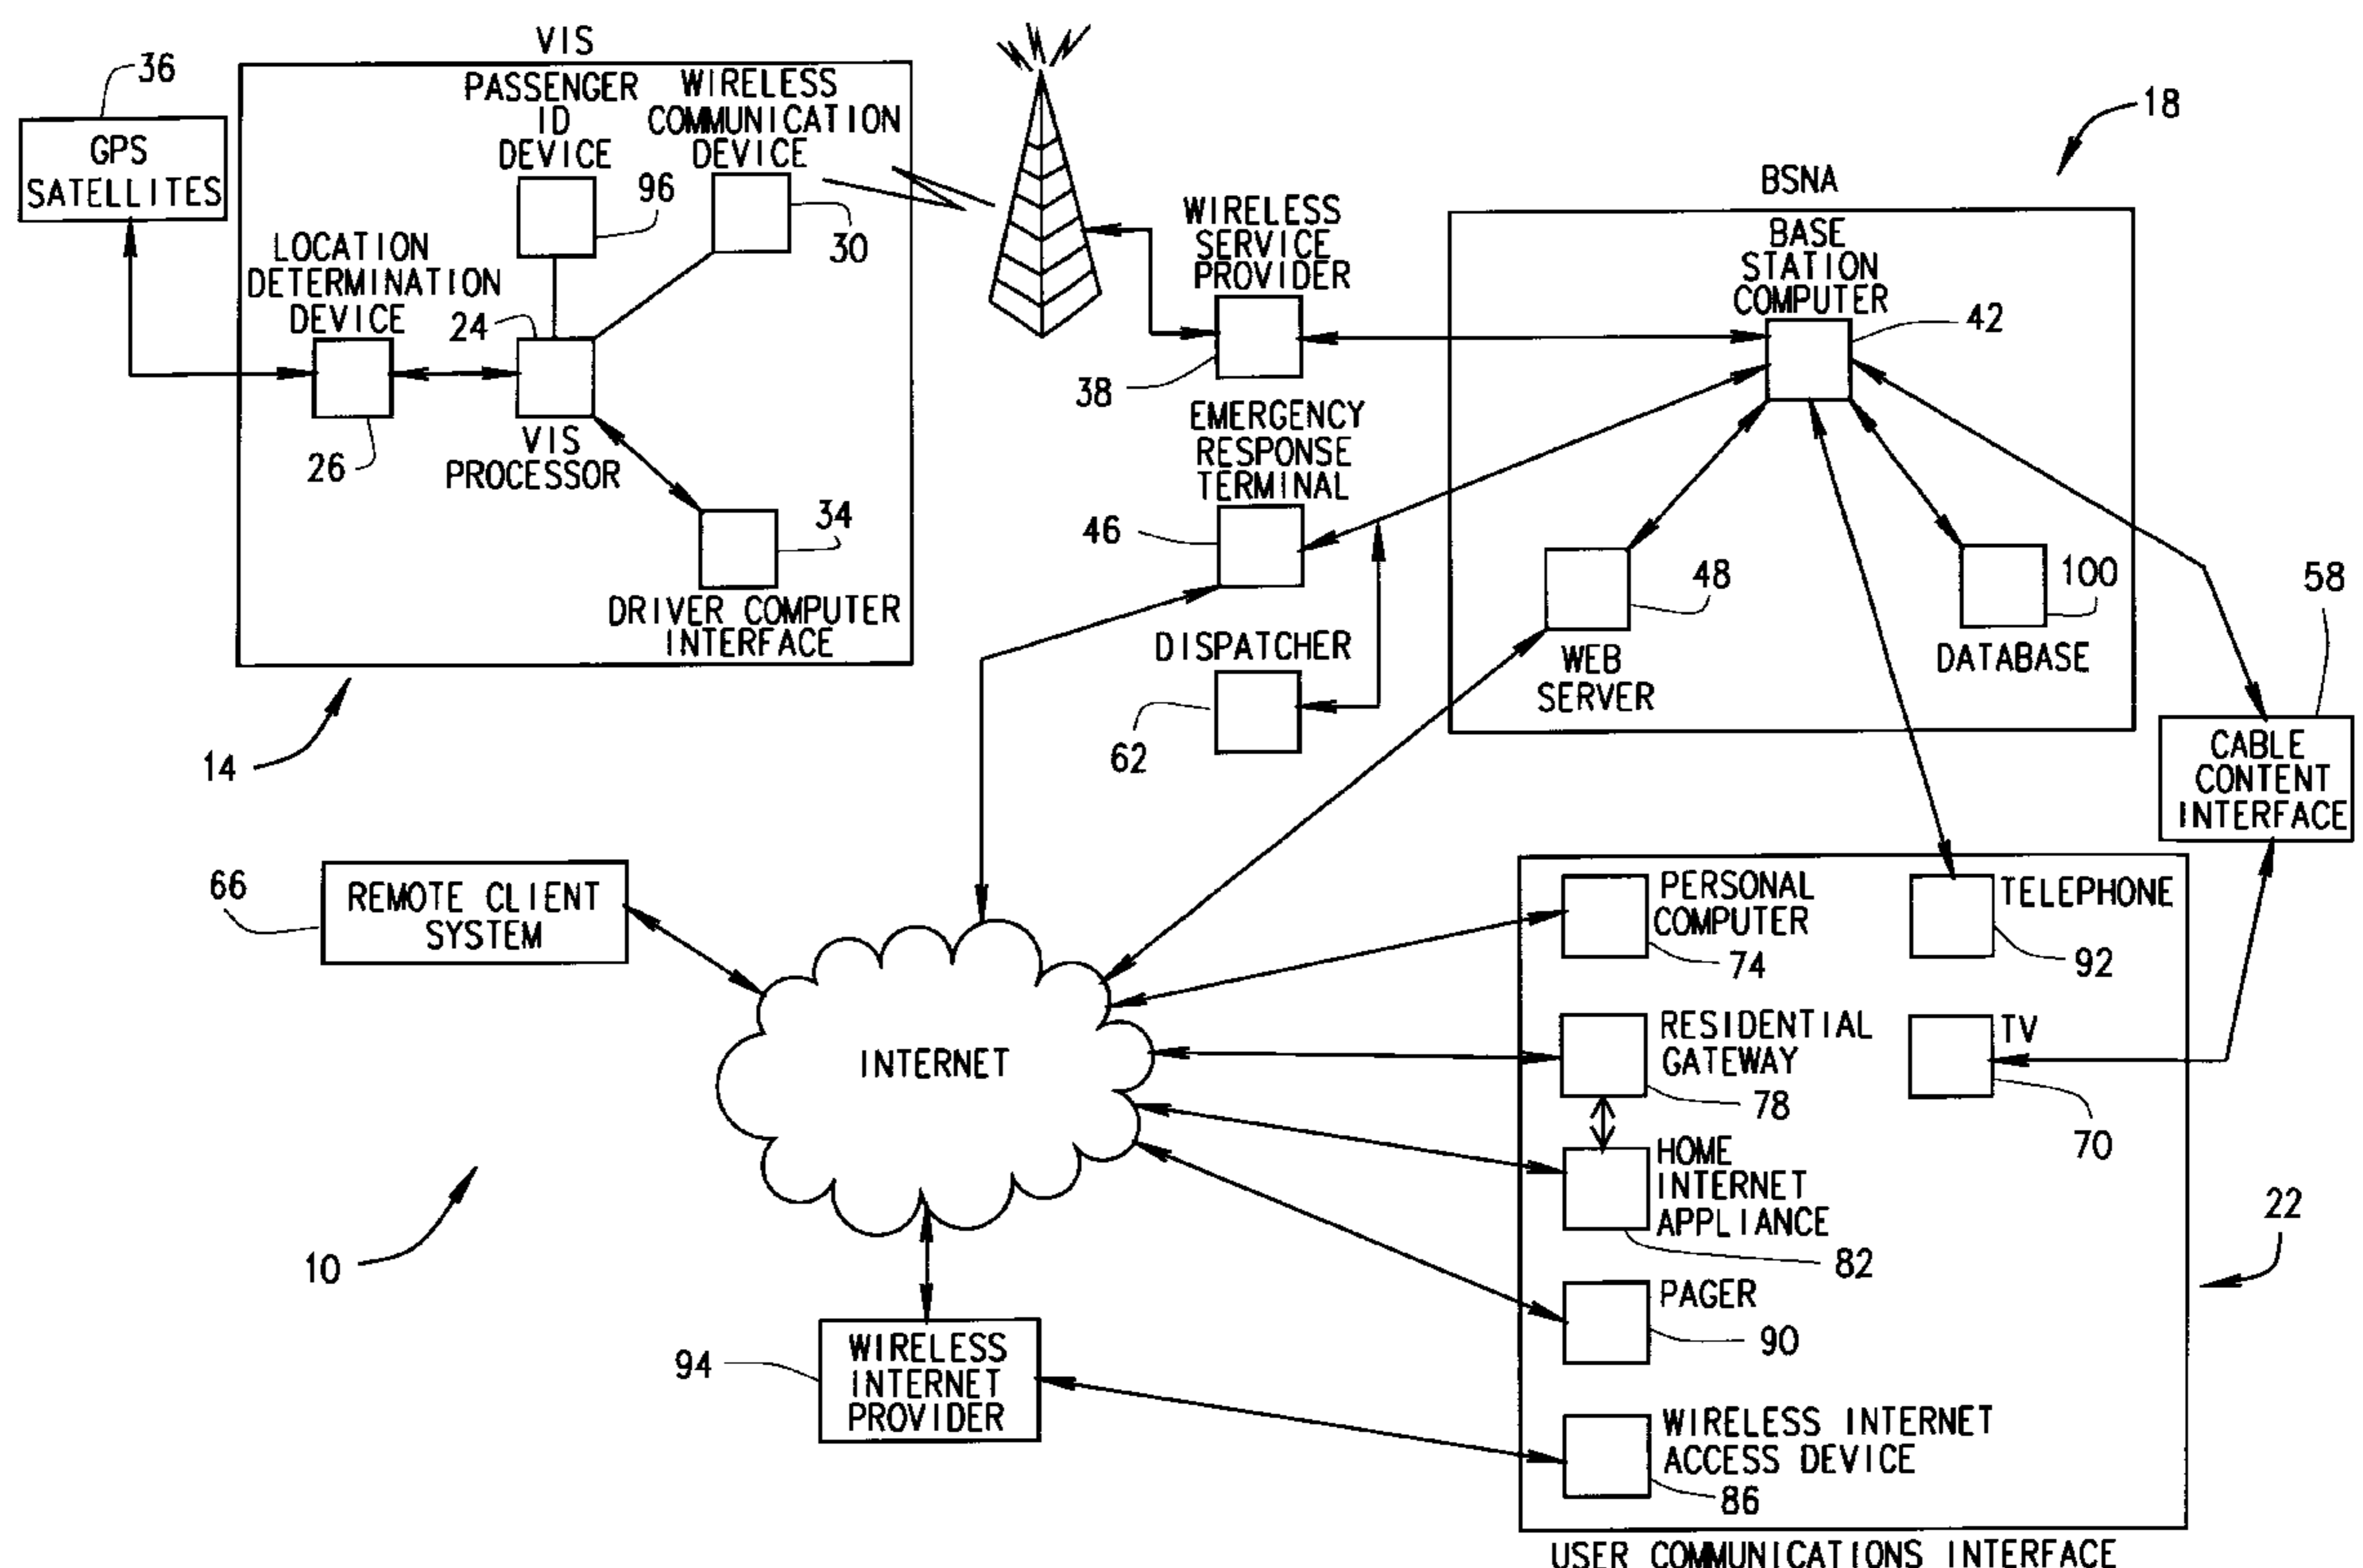 VIS
36
GPS
SATELLITES
PASSENGER
ID
DEVICE
96
WIRELESS
COMMUNICATION
DEVICE
30
LOCATION
DETERMINATION
DEVICE
26
24
VIS
PROCESSOR
34
DRIVER COMPUTER
INTERFACE
14
WIRELESS
SERVICE
PROVIDER
38
EMERGENCY
RESPONSE
TERMINAL
46
DISPATCHER
62
18
BSNA
BASE
STATION
COMPUTER
42
48
WEB
SERVER
100
DATABASE
58
CABLE
CONTENT
INTERFACE
66
REMOTE CLIENT
SYSTEM
INTERNET
10
94
WIRELESS
INTERNET
PROVIDER
PERSONAL
COMPUTER
74
TELEPHONE
92
RESIDENTIAL
GATEWAY
78
TV
70
HOME
INTERNET
APPLIANCE
82
PAGER
90
WIRELESS INTERNET
ACCESS DEVICE
86
22
USER COMMUNICATIONS INTERFACE